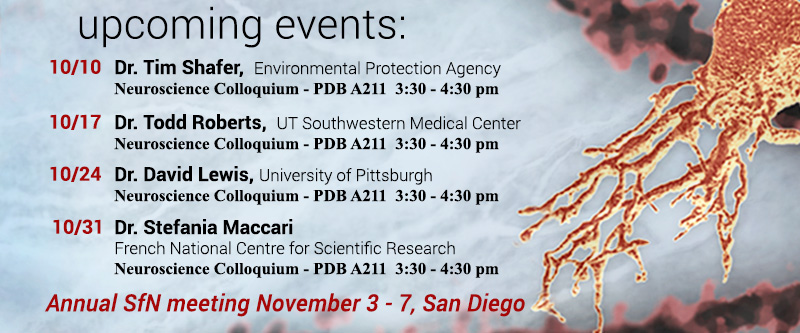 upcoming events:
10/10 Dr. Tim Shafer, Environmental Protection Agency
Neuroscience Colloquium - PDB A211 3:30 - 4:30 pm
10/17 Dr. Todd Roberts, UT Southwestern Medical Center
Neuroscience Colloquium - PDB A211 3:30 - 4:30 pm
10/24 Dr. David Lewis, University of Pittsburgh
Neuroscience Colloquium - PDB A211 3:30 - 4:30 pm
10/31 Dr. Stefania Maccari
French National Centre for Scientific Research
Neuroscience Colloquium - PDB A211 3:30 - 4:30 pm
Annual SfN meeting November 3 - 7, San Diego